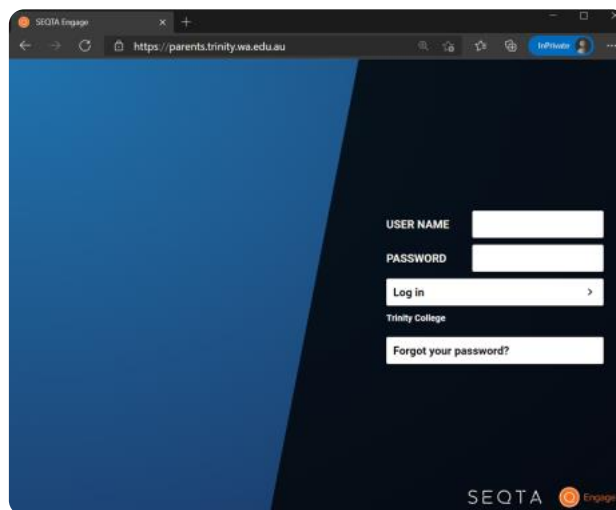 SEQTA Engage
https://parents.trinity.wa.edu.au
InPrivate
USER NAME
PASSWORD
Log in
Trinity College
Forgot your password?
SEQTA Engage